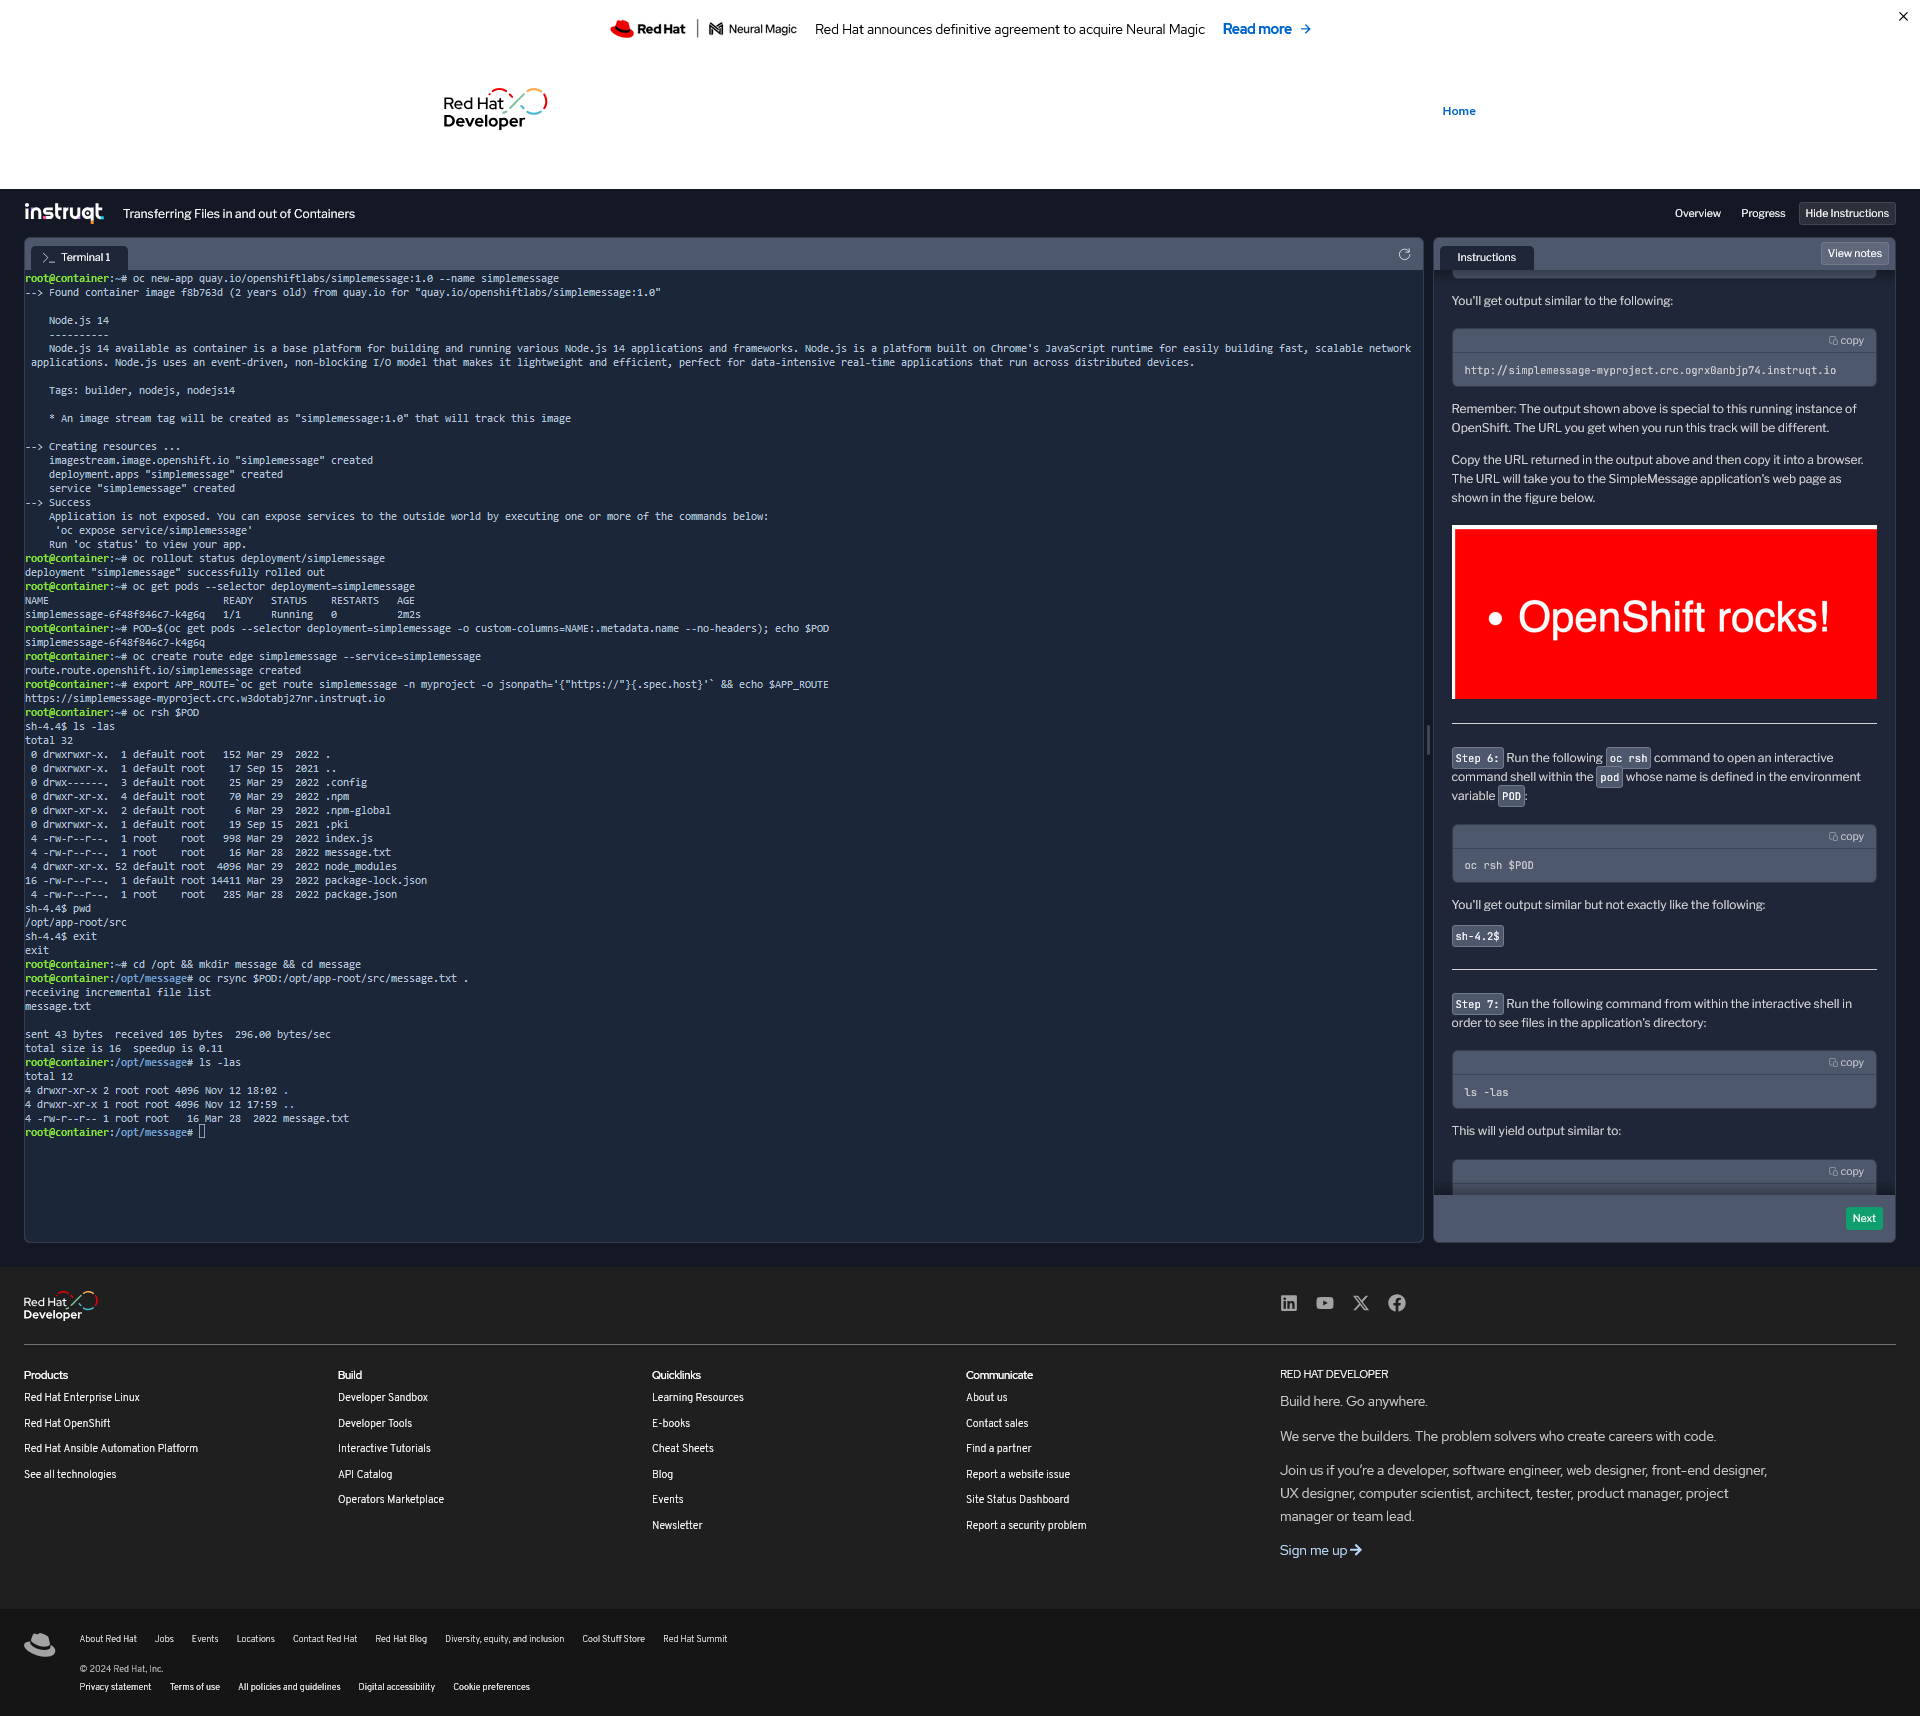 Red Hat | Neural Magic Red Hat announces definitive agreement to acquire Neural Magic Read more →
Red Hat
Developer
Home
instruqt Transferring Files in and out of Containers
Overview Progress Hide Instructions
>_ Terminal 1
root@container:~# oc new-app quay.io/openshiftlabs/simplemessage:1.0 --name simplemessage
--> Found container image f8b763d (2 years old) from quay.io for "quay.io/openshiftlabs/simplemessage:1.0"
    Node.js 14
    ----------
    Node.js 14 available as container is a base platform for building and running various Node.js 14 applications and frameworks. Node.js is a platform built on Chrome's JavaScript runtime for easily building fast, scalable network
 applications. Node.js uses an event-driven, non-blocking I/O model that makes it lightweight and efficient, perfect for data-intensive real-time applications that run across distributed devices.
    Tags: builder, nodejs, nodejs14
    * An image stream tag will be created as "simplemessage:1.0" that will track this image
--> Creating resources ...
    imagestream.image.openshift.io "simplemessage" created
    deployment.apps "simplemessage" created
    service "simplemessage" created
--> Success
    Application is not exposed. You can expose services to the outside world by executing one or more of the commands below:
     'oc expose service/simplemessage'
    Run 'oc status' to view your app.
root@container:~# oc rollout status deployment/simplemessage
deployment "simplemessage" successfully rolled out
root@container:~# oc get pods --selector deployment=simplemessage
NAME                             READY   STATUS    RESTARTS   AGE
simplemessage-6f48f846c7-k4g6q   1/1     Running   0          2m2s
root@container:~# POD=$(oc get pods --selector deployment=simplemessage -o custom-columns=NAME:.metadata.name --no-headers); echo $POD
simplemessage-6f48f846c7-k4g6q
root@container:~# oc create route edge simplemessage --service=simplemessage
route.route.openshift.io/simplemessage created
root@container:~# export APP_ROUTE=`oc get route simplemessage -n myproject -o jsonpath='{"https://"}{.spec.host}'` && echo $APP_ROUTE
https://simplemessage-myproject.crc.w3dotabj27nr.instruqt.io
root@container:~# oc rsh $POD
sh-4.4$ ls -las
total 32
 0 drwxrwxr-x.  1 default root   152 Mar 29  2022 .
 0 drwxrwxr-x.  1 default root    17 Sep 15  2021 ..
 0 drwx------.  3 default root    25 Mar 29  2022 .config
 0 drwxr-xr-x.  4 default root    70 Mar 29  2022 .npm
 0 drwxr-xr-x.  2 default root     6 Mar 29  2022 .npm-global
 0 drwxrwxr-x.  1 default root    19 Sep 15  2021 .pki
 4 -rw-r--r--.  1 root    root   998 Mar 29  2022 index.js
 4 -rw-r--r--.  1 root    root    16 Mar 28  2022 message.txt
 4 drwxr-xr-x. 52 default root  4096 Mar 29  2022 node_modules
16 -rw-r--r--.  1 default root 14411 Mar 29  2022 package-lock.json
 4 -rw-r--r--.  1 root    root   285 Mar 28  2022 package.json
sh-4.4$ pwd
/opt/app-root/src
sh-4.4$ exit
exit
root@container:~# cd /opt && mkdir message && cd message
root@container:/opt/message# oc rsync $POD:/opt/app-root/src/message.txt .
receiving incremental file list
message.txt
sent 43 bytes  received 105 bytes  296.00 bytes/sec
total size is 16  speedup is 0.11
root@container:/opt/message# ls -las
total 12
4 drwxr-xr-x 2 root root 4096 Nov 12 18:02 .
4 drwxr-xr-x 1 root root 4096 Nov 12 17:59 ..
4 -rw-r--r-- 1 root root   16 Mar 28  2022 message.txt
root@container:/opt/message#
Instructions View notes
You'll get output similar to the following:
copy
http://simplemessage-myproject.crc.ogrx0anbjp74.instruqt.io
Remember: The output shown above is special to this running instance of
OpenShift. The URL you get when you run this track will be different.
Copy the URL returned in the output above and then copy it into a browser.
The URL will take you to the SimpleMessage application's web page as
shown in the figure below.
• OpenShift rocks!
Step 6: Run the following oc rsh command to open an interactive
command shell within the pod whose name is defined in the environment
variable POD:
copy
oc rsh $POD
You'll get output similar but not exactly like the following:
sh-4.2$
Step 7: Run the following command from within the interactive shell in
order to see files in the application's directory:
copy
ls -las
This will yield output similar to:
copy
Next
Red Hat
Developer
Products
Red Hat Enterprise Linux
Red Hat OpenShift
Red Hat Ansible Automation Platform
See all technologies
Build
Developer Sandbox
Developer Tools
Interactive Tutorials
API Catalog
Operators Marketplace
Quicklinks
Learning Resources
E-books
Cheat Sheets
Blog
Events
Newsletter
Communicate
About us
Contact sales
Find a partner
Report a website issue
Site Status Dashboard
Report a security problem
RED HAT DEVELOPER
Build here. Go anywhere.
We serve the builders. The problem solvers who create careers with code.
Join us if you're a developer, software engineer, web designer, front-end designer,
UX designer, computer scientist, architect, tester, product manager, project
manager or team lead.
Sign me up →
About Red Hat Jobs Events Locations Contact Red Hat Red Hat Blog Diversity, equity, and inclusion Cool Stuff Store Red Hat Summit
© 2024 Red Hat, Inc.
Privacy statement Terms of use All policies and guidelines Digital accessibility Cookie preferences